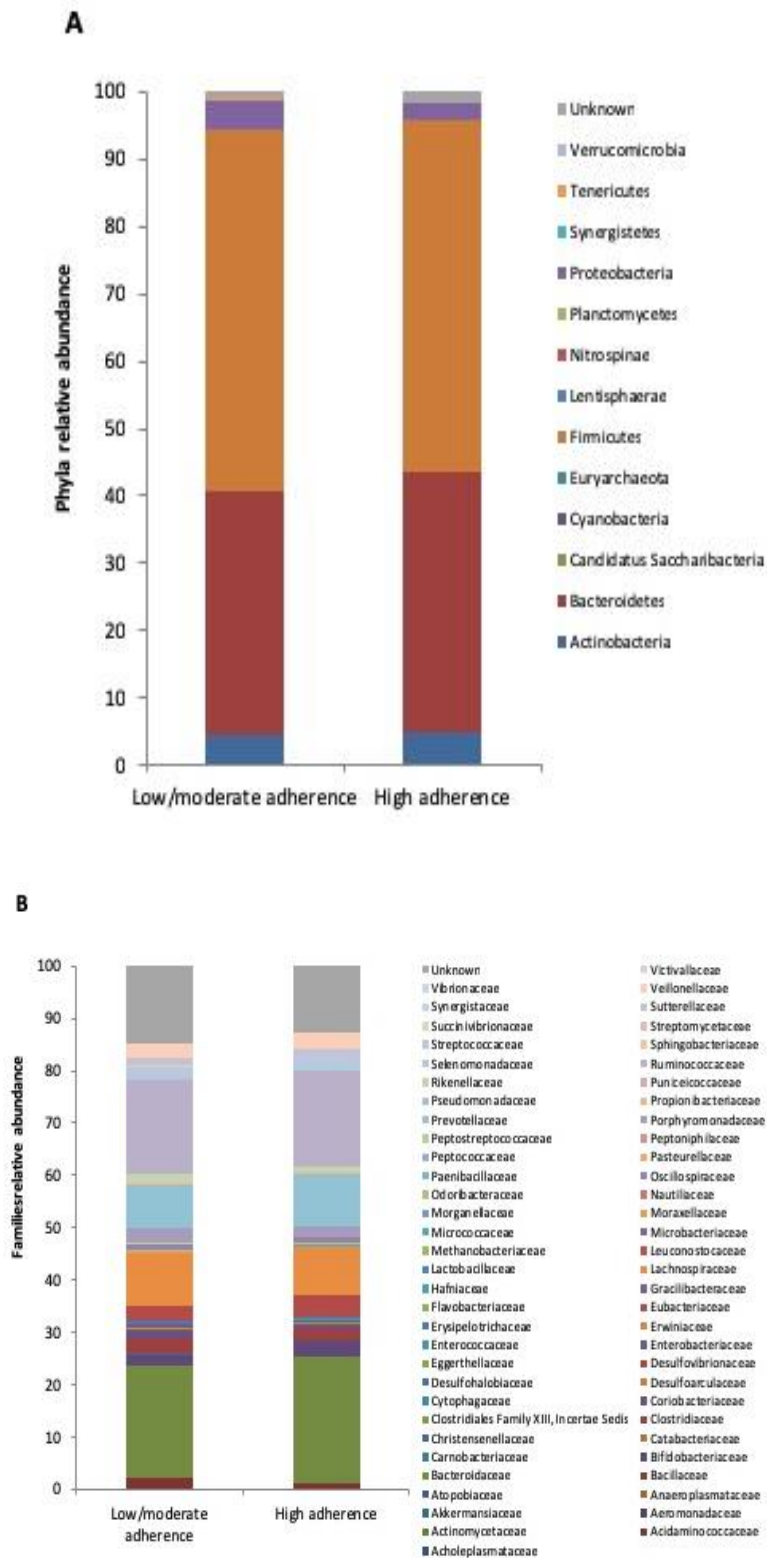 A
100
90
80
70
60
50
40
30
20
10
0
Phyla relative abundance
Low/moderate adherence
High adherence
Unknown
Verrucomicrobia
Tenericutes
Synergistetes
Proteobacteria
Planctomycetes
Nitrospinae
Lentisphaerae
Firmicutes
Euryarchaeota
Cyanobacteria
Candidatus Saccharibacteria
Bacteroidetes
Actinobacteria
B
100
90
80
70
60
50
40
30
20
10
0
Familiesrelative abundance
Low/moderate
adherence
High adherence
Unknown
Vibrionaceae
Synergistaceae
Succinivibrionaceae
Streptococcaceae
Selenomonadaceae
Rikenellaceae
Pseudomonadaceae
Prevotellaceae
Peptostreptococcaceae
Peptococcaceae
Paenibacillaceae
Odoribacteraceae
Morganellaceae
Micrococcaceae
Methanobacteriaceae
Lactobacillaceae
Hafniaceae
Flavobacteriaceae
Erysipelotrichaceae
Enterococcaceae
Eggerthellaceae
Desulfohalobiaceae
Cytophagaceae
Clostridiales Family XIII, Incertae Sedis
Christensenellaceae
Carnobacteriaceae
Bacteroidaceae
Atopobiaceae
Akkermansiaceae
Actinomycetaceae
Acholeplasmataceae
Victivallaceae
Veillonellaceae
Sutterellaceae
Streptomycetaceae
Sphingobacteriaceae
Ruminococcaceae
Puniceicoccaceae
Propionibacteriaceae
Porphyromonadaceae
Peptoniphilaceae
Pasteurellaceae
Oscillospiraceae
Nautiliaceae
Moraxellaceae
Microbacteriaceae
Leuconostocaceae
Lachnospiraceae
Gracilibacteraceae
Eubacteriaceae
Erwiniaceae
Enterobacteriaceae
Desulfovibrionaceae
Desulfoarculaceae
Coriobacteriaceae
Clostridiaceae
Catabacteriaceae
Bifidobacteriaceae
Bacillaceae
Anaeroplasmataceae
Aeromonadaceae
Acidaminococcaceae